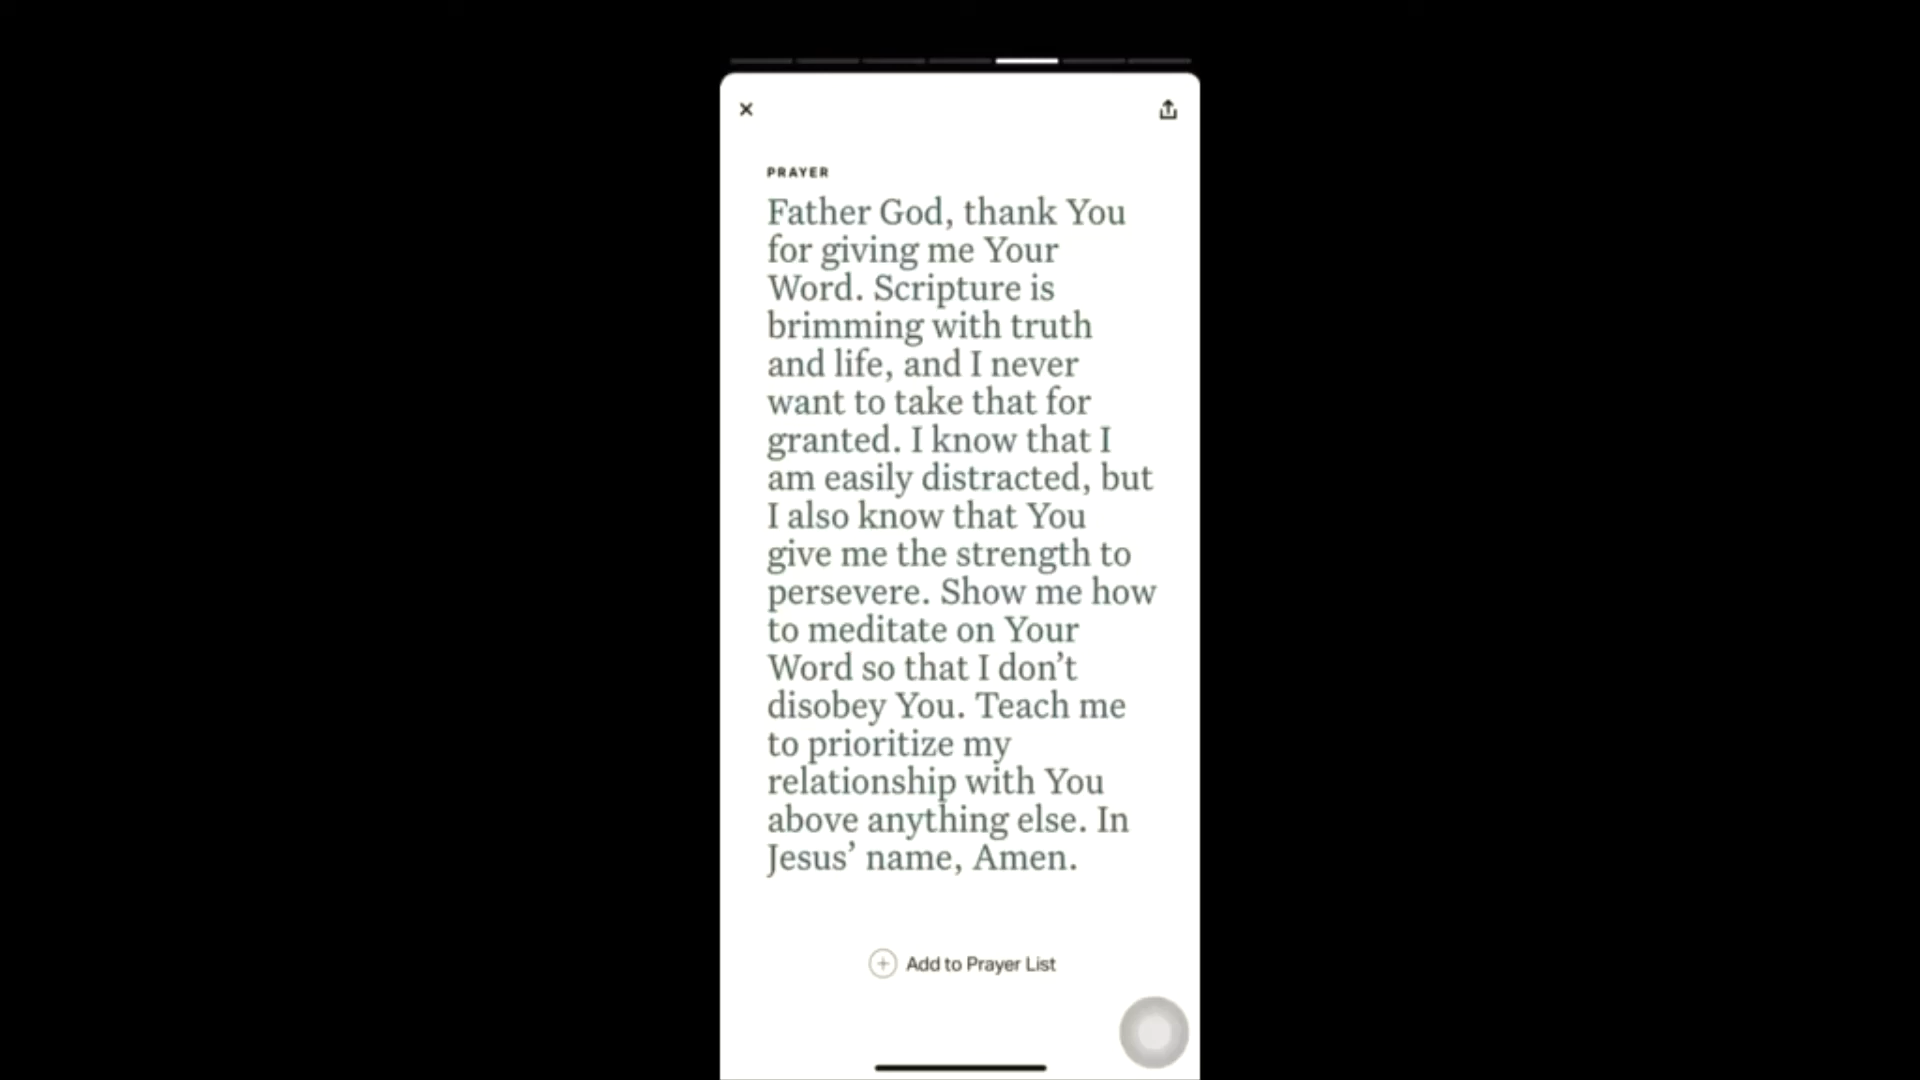 PRAYER
Father God, thank You
for giving me Your
Word. Scripture is
brimming with truth
and life, and I never
want to take that for
granted. I know that I
am easily distracted, but
I also know that You
give me the strength to
persevere. Show me how
to meditate on Your
Word so that I don’t
disobey You. Teach me
to prioritize my
relationship with You
above anything else. In
Jesus’ name, Amen.
Add to Prayer List